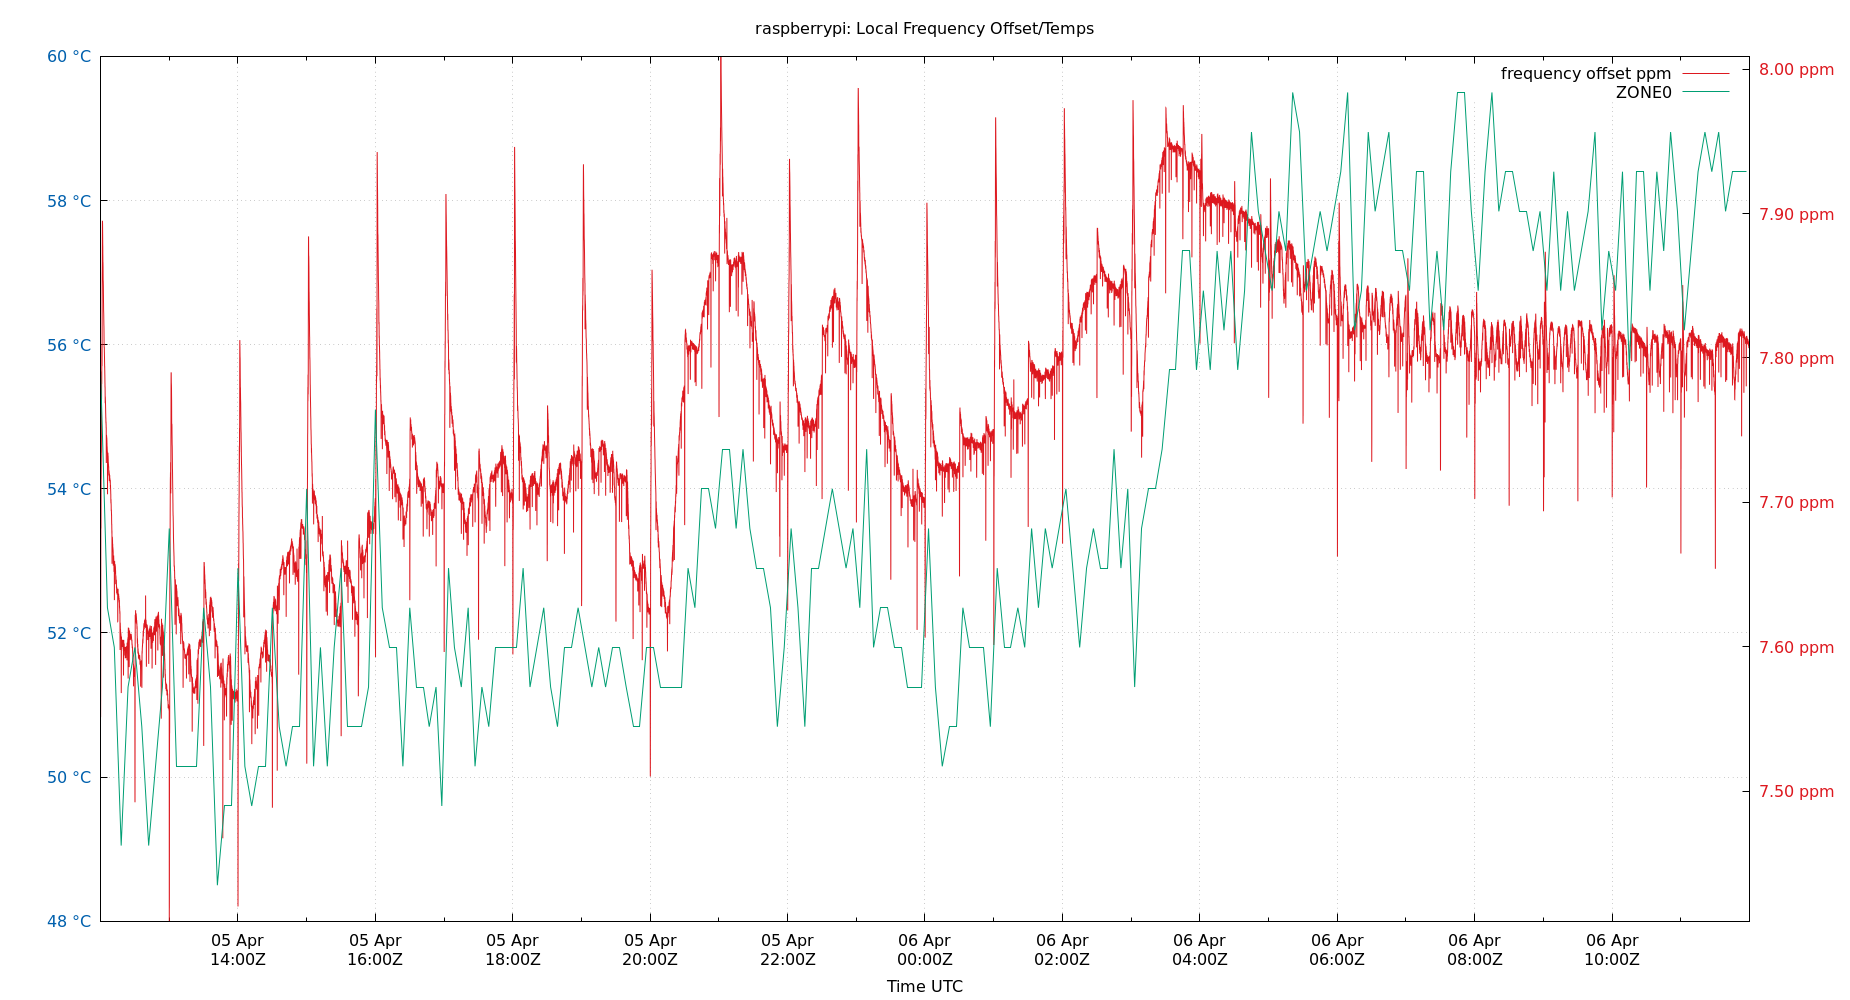 raspberrypi: Local Frequency Offset/Temps
60 °C
58 °C
56 °C
54 °C
52 °C
50 °C
48 °C
frequency offset ppm
ZONE0
8.00 ppm
7.90 ppm
7.80 ppm
7.70 ppm
7.60 ppm
7.50 ppm
05 Apr
14:00Z
05 Apr
16:00Z
05 Apr
18:00Z
05 Apr
20:00Z
05 Apr
22:00Z
06 Apr
00:00Z
06 Apr
02:00Z
06 Apr
04:00Z
06 Apr
06:00Z
06 Apr
08:00Z
06 Apr
10:00Z
Time UTC